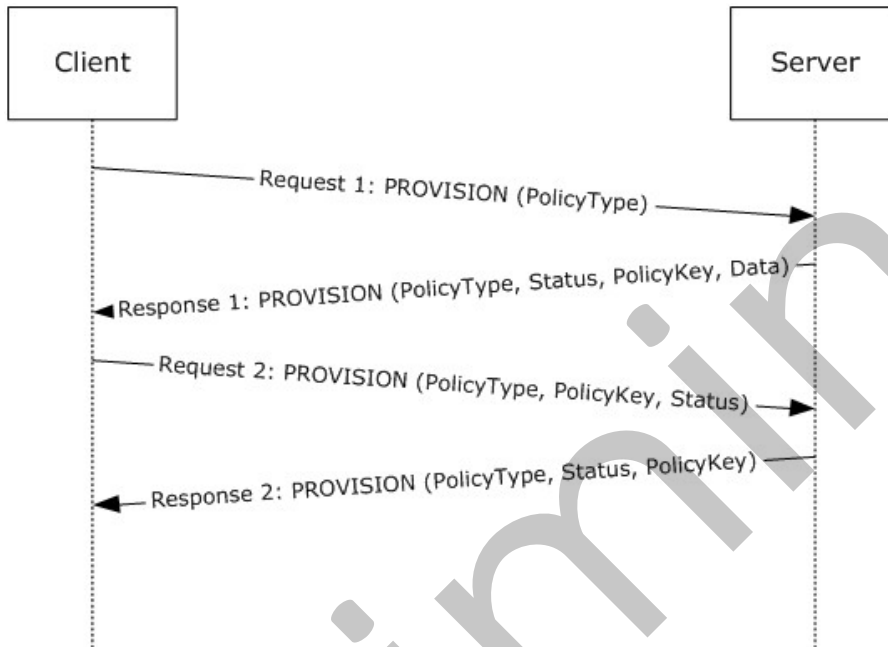 Client
Server
Request 1: PROVISION (PolicyType)
Response 1: PROVISION (PolicyType, Status, PolicyKey, Data)
Request 2: PROVISION (PolicyType, PolicyKey, Status)
Response 2: PROVISION (PolicyType, Status, PolicyKey)